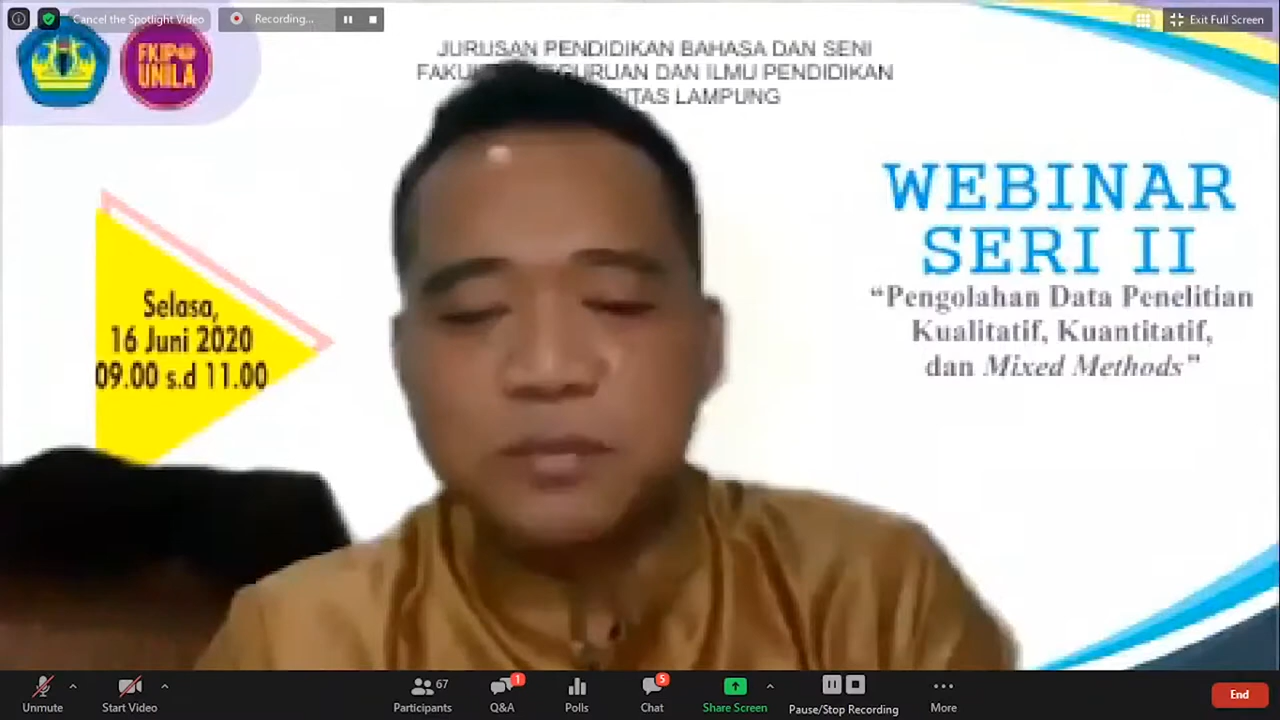 Cancel the Spotlight Video
Recording...
Exit Full Screen
FKIP
UNILA
JURUSAN PENDIDIKAN BAHASA DAN SENI
DAN ILMU PENDIDIKAN
LAMPUNG
WEBINAR
SERI II
“Pengolahan Data Penelitian
Kualitatif, Kuantitatif,
dan Mixed Methods”
Selasa,
16 Juni 2020
09.00 s.d 11.00
Unmute
Start Video
67
Participants
1
Q&A
Polls
5
Chat
Share Screen
Pause/Stop Recording
More
End